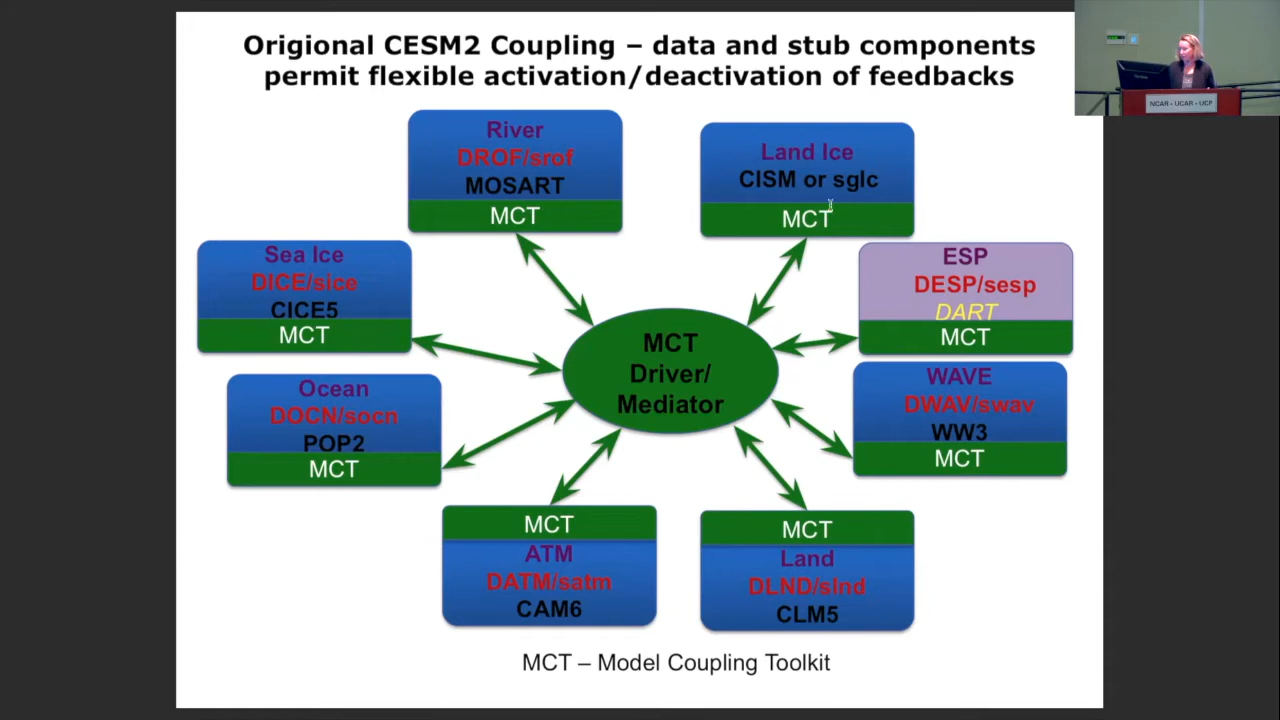 Origional CESM2 Coupling – data and stub components
permit flexible activation/deactivation of feedbacks
NCAR • UCAR • UCP
River
DROF/srof
MOSART
MCT
Land Ice
CISM or sglc
MCT
Sea Ice
DICE/sice
CICE5
MCT
ESP
DESP/sesp
DART
MCT
MCT
Driver/
Mediator
Ocean
DOCN/socn
POP2
MCT
WAVE
DWAV/swav
WW3
MCT
MCT
ATM
DATM/satm
CAM6
MCT
Land
DLND/slnd
CLM5
MCT – Model Coupling Toolkit